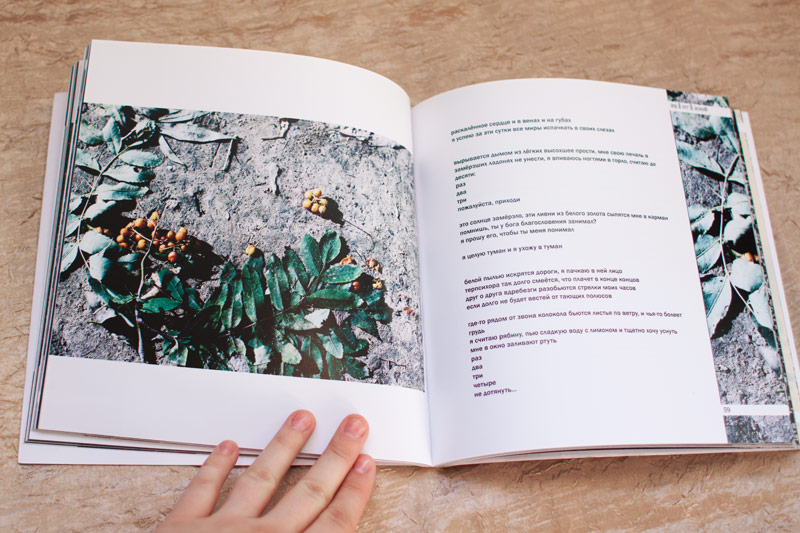 раскалённое сердце и в венах и на губах
я успею за эти сутки все миры испачкать в своих слезах
вырывается дымом из лёгких высохшее прости, мне свою печаль в
замёрзших ладонях не унести, я впиваюсь ногтями в горло, считаю до
десяти:
раз
два
три
пожалуйста, приходи
это солнце замёрзло, эти ливни из белого золота сыпятся мне в карман
помнишь, ты у бога благословения занимал?
я прошу его, чтобы ты меня понимал
я целую туман и я ухожу в туман
белой пылью искрятся дороги, я пачкаю в ней лицо
терпсихора так долго смеётся, что плачет в конце концов
друг о друга вдребезги разобьются стрелки моих часов
если долго не будет вестей от тающих полюсов
где-то рядом от звона колокола бьются листья по ветру, и чья-то болеет
грудь
я считаю рябину, пью сладкую воду с лимоном и тщетно хочу уснуть
мне в окно заливают ртуть
раз
два
три
четыре
не дотянуть...
99